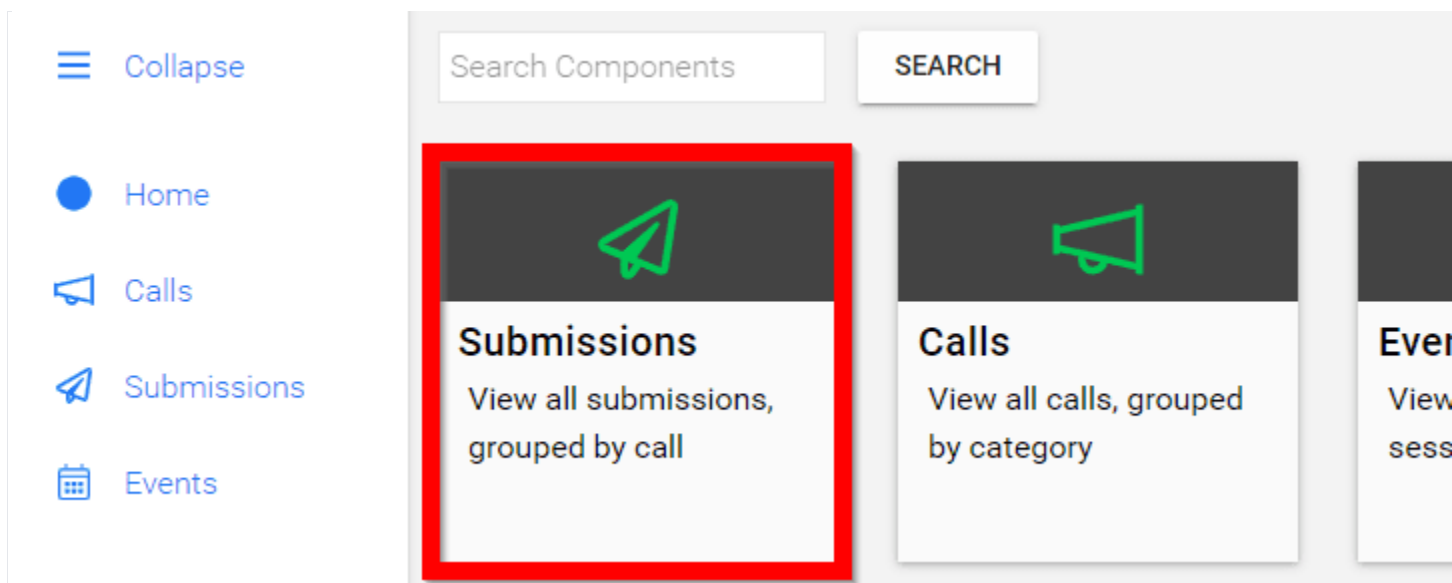 Collapse
Home
Calls
Submissions
Events
Search Components
SEARCH
Submissions
View all submissions,
grouped by call
Calls
View all calls, grouped
by category
View